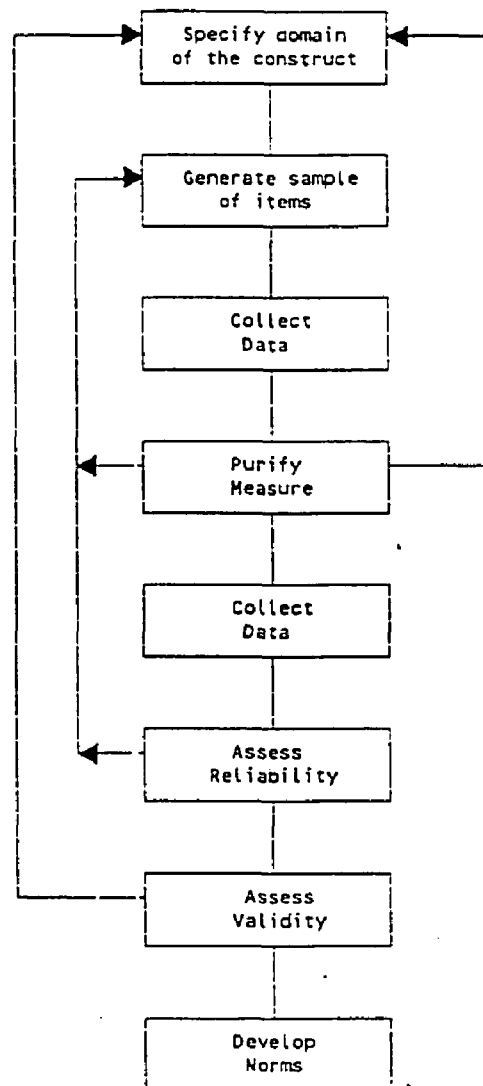 Specify domain
of the construct
Generate sample
of items
Collect
Data
Purify
Measure
Collect
Data
Assess
Reliability
Assess
Validity
Develop
Norms